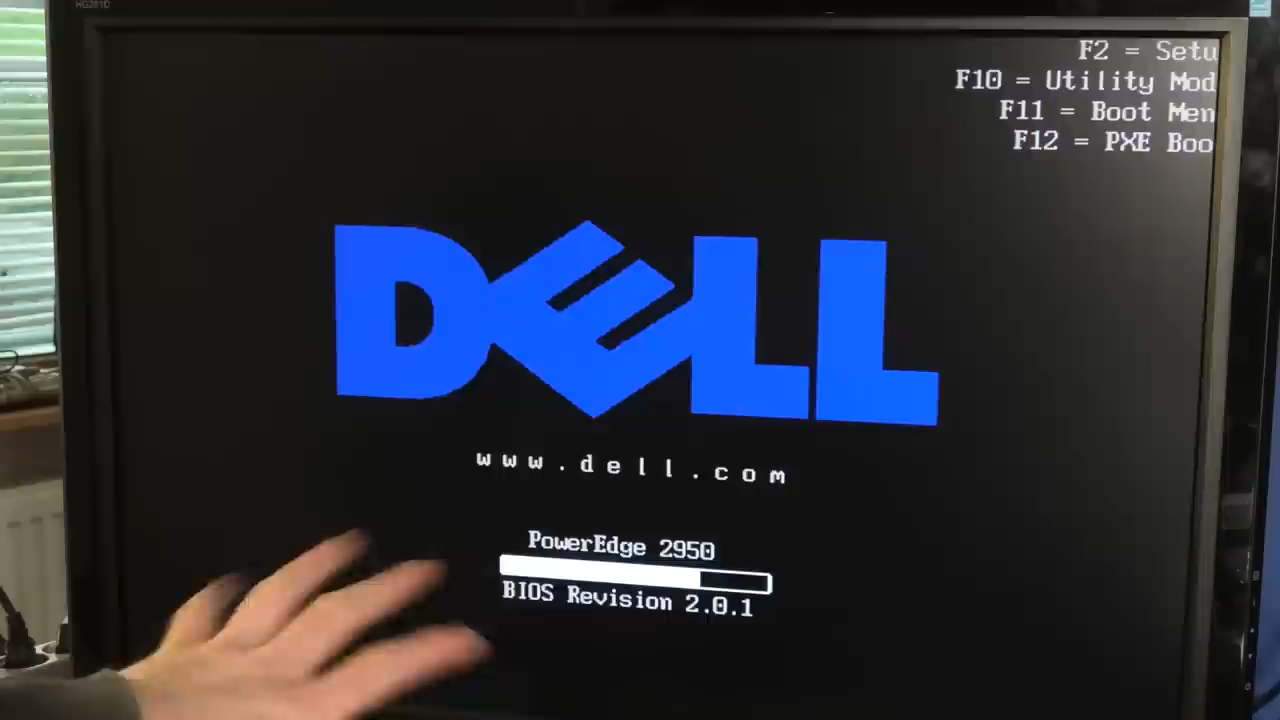 HG281D
F2 = Setu
F10 = Utility Mod
F11 = Boot Men
F12 = PXE Boo
DELL
www.dell.com
PowerEdge 2950
BIOS Revision 2.0.1